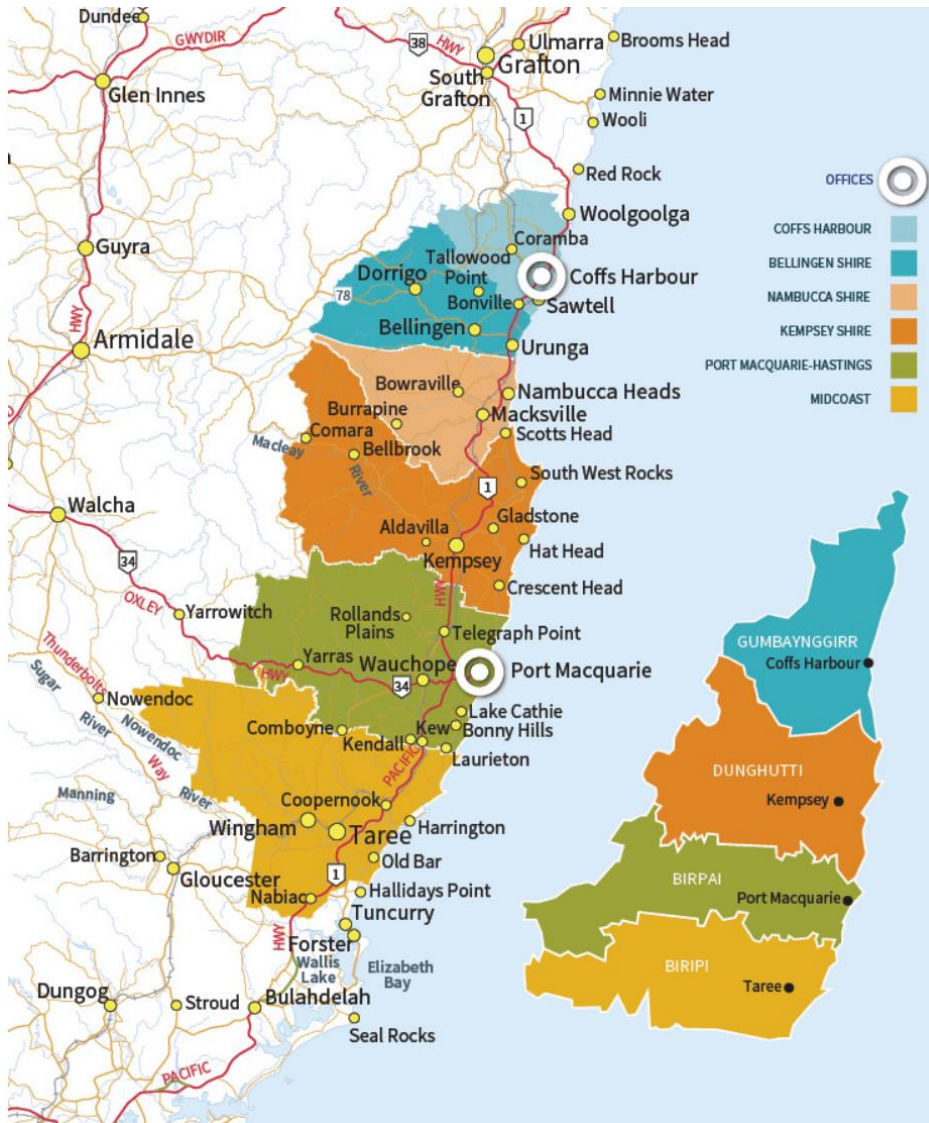 Dundee
GWYDIR
38
HWY
Ulmarra
Brooms Head
Grafton
South
Grafton
Glen Innes
Minnie Water
1
Wooli
Red Rock
OFFICES
Woolgoolga
COFFS HARBOUR
Guyra
Coramba
Tallowood
Point
BELLINGEN SHIRE
Dorrigo
Coffs Harbour
78
Bonville
Sawtell
NAMBUCCA SHIRE
HWY
Bellingen
KEMPSEY SHIRE
Armidale
Urunga
PORT MACQUARIE-HASTINGS
Bowraville
Nambucca Heads
MIDCOAST
Burrapine
Macksville
Comara
Scotts Head
Macleay
Bellbrook
River
South West Rocks
1
Walcha
Gladstone
Aldavilla
Hat Head
34
Kempsey
HWY
Crescent Head
OXLEY
Yarrowitch
Rollands
Plains
Telegraph Point
GUMBAYNGGIRR
Coffs Harbour
Thunderbolts
Yarras
Wauchope
Port Macquarie
Sugar
HWY
34
River
Nowendoc
Nowendoc
Lake Cathie
Comboyne
Kew
Bonny Hills
Kendall
Laurieton
Way
PACIFIC
DUNGHUTTI
Manning
River
Coopernook
Kempsey
Wingham
Taree
Harrington
Barrington
Old Bar
Gloucester
1
BIRPAI
Nabiac
Hallidays Point
Port Macquarie
Tuncurry
HWY
Forster
Wallis
Lake
Elizabeth
Bay
BIRIPI
Dungog
Stroud
Bulahdelah
Taree
Seal Rocks
PACIFIC